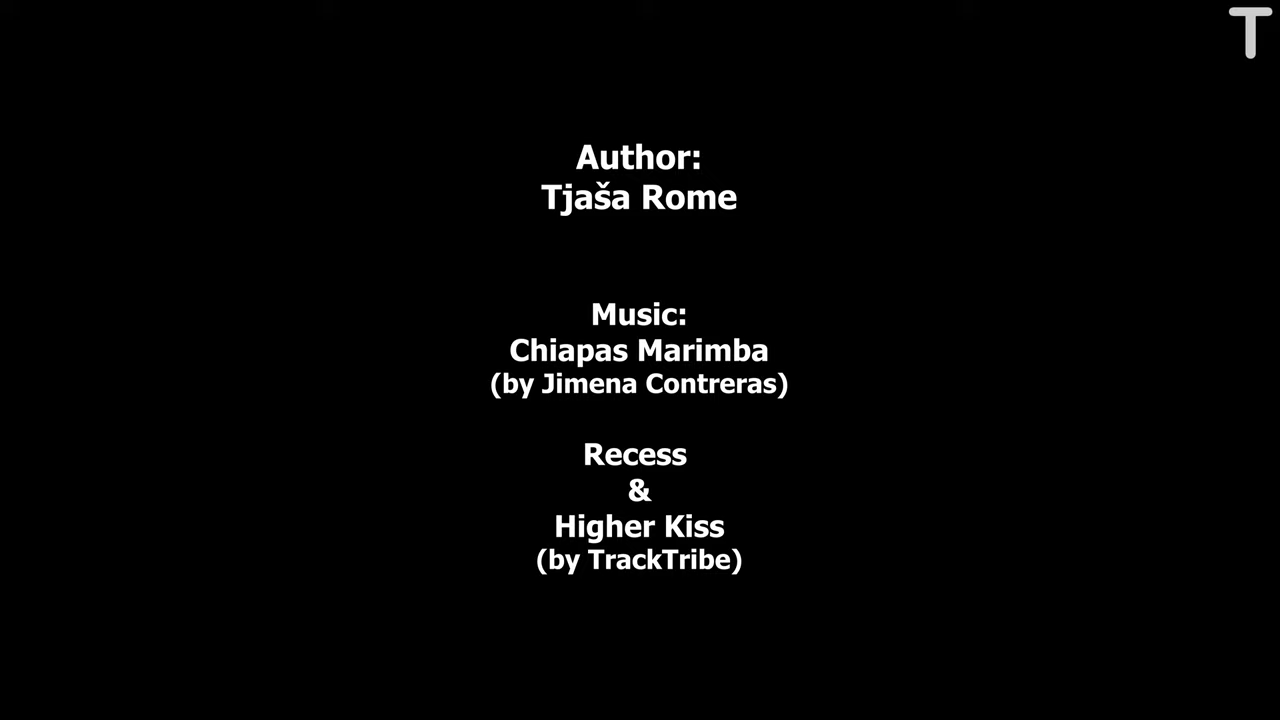 T
Author:
Tjaša Rome
Music:
Chiapas Marimba
(by Jimena Contreras)
Recess
&
Higher Kiss
(by TrackTribe)